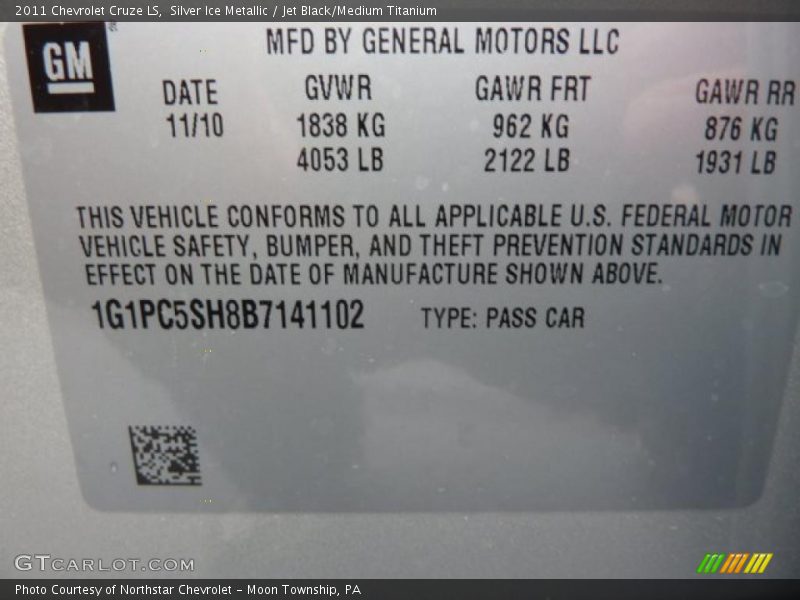 2011 Chevrolet Cruze LS, Silver Ice Metallic / Jet Black/Medium Titanium
GM
MFD BY GENERAL MOTORS LLC
DATE GVWR GAWR FRT GAWR RR
11/10 1838 KG 962 KG 876 KG
4053 LB 2122 LB 1931 LB
THIS VEHICLE CONFORMS TO ALL APPLICABLE U.S. FEDERAL MOTOR
VEHICLE SAFETY, BUMPER, AND THEFT PREVENTION STANDARDS IN
EFFECT ON THE DATE OF MANUFACTURE SHOWN ABOVE.
1G1PC5SH8B7141102 TYPE: PASS CAR
GTCARLOT.COM
Photo Courtesy of Northstar Chevrolet – Moon Township, PA